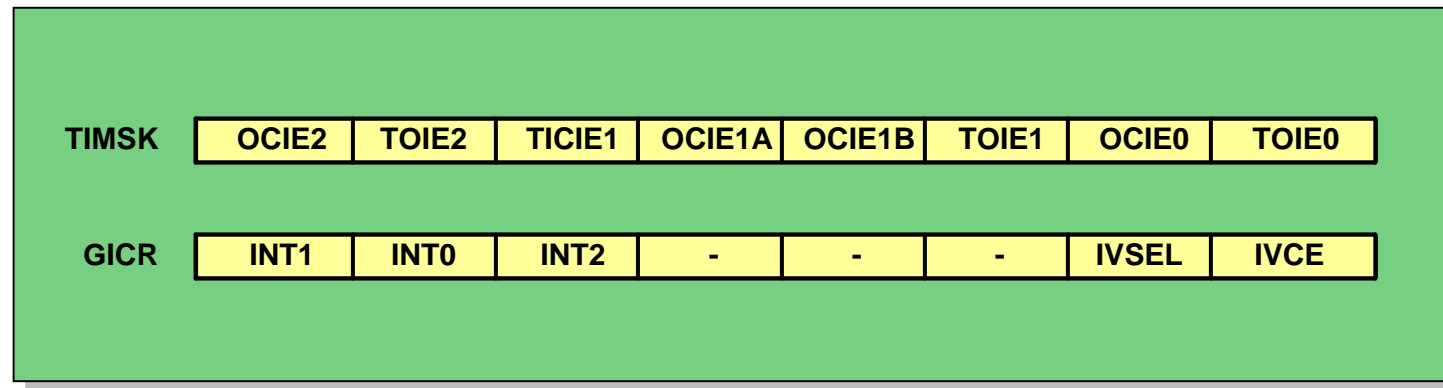 TIMSK OCIE2 TOIE2 TICIE1 OCIE1A OCIE1B TOIE1 OCIE0 TOIE0
GICR INT1 INT0 INT2 - - - IVSEL IVCE